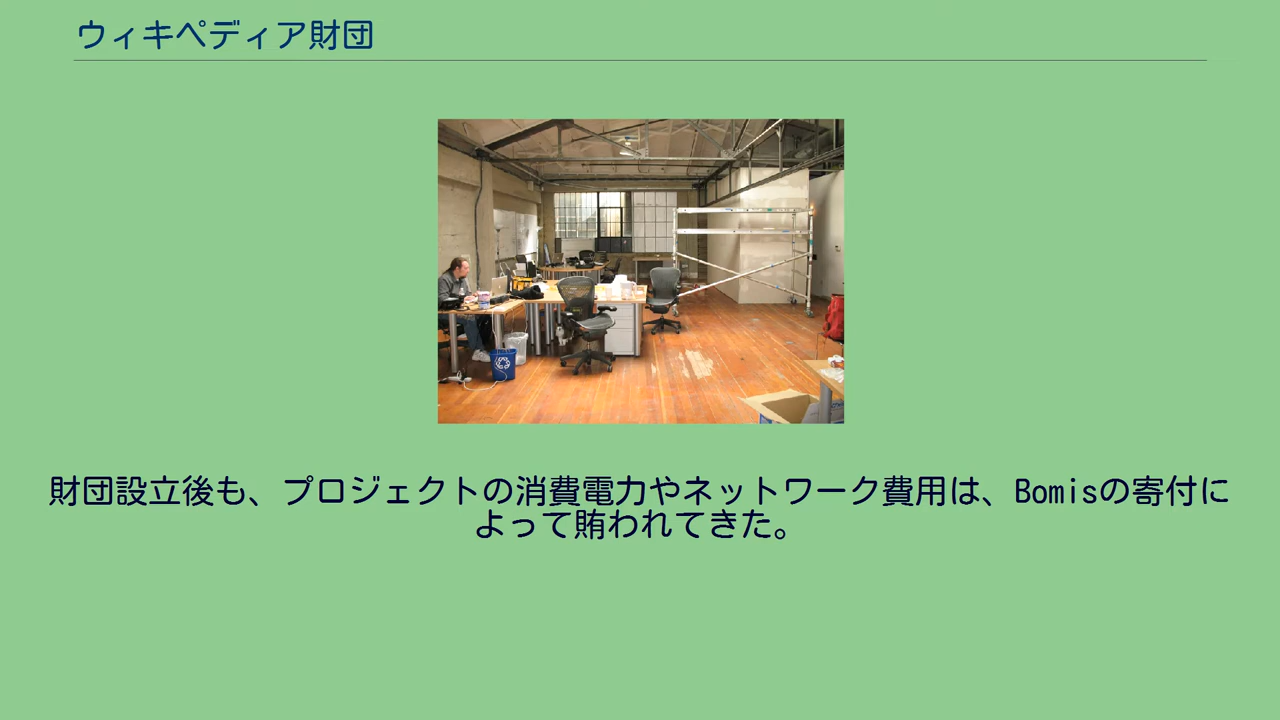 ウィキペディア財団
財団設立後も、プロジェクトの消費電力やネットワーク費用は、Bomisの寄付に
よって賄われてきた。